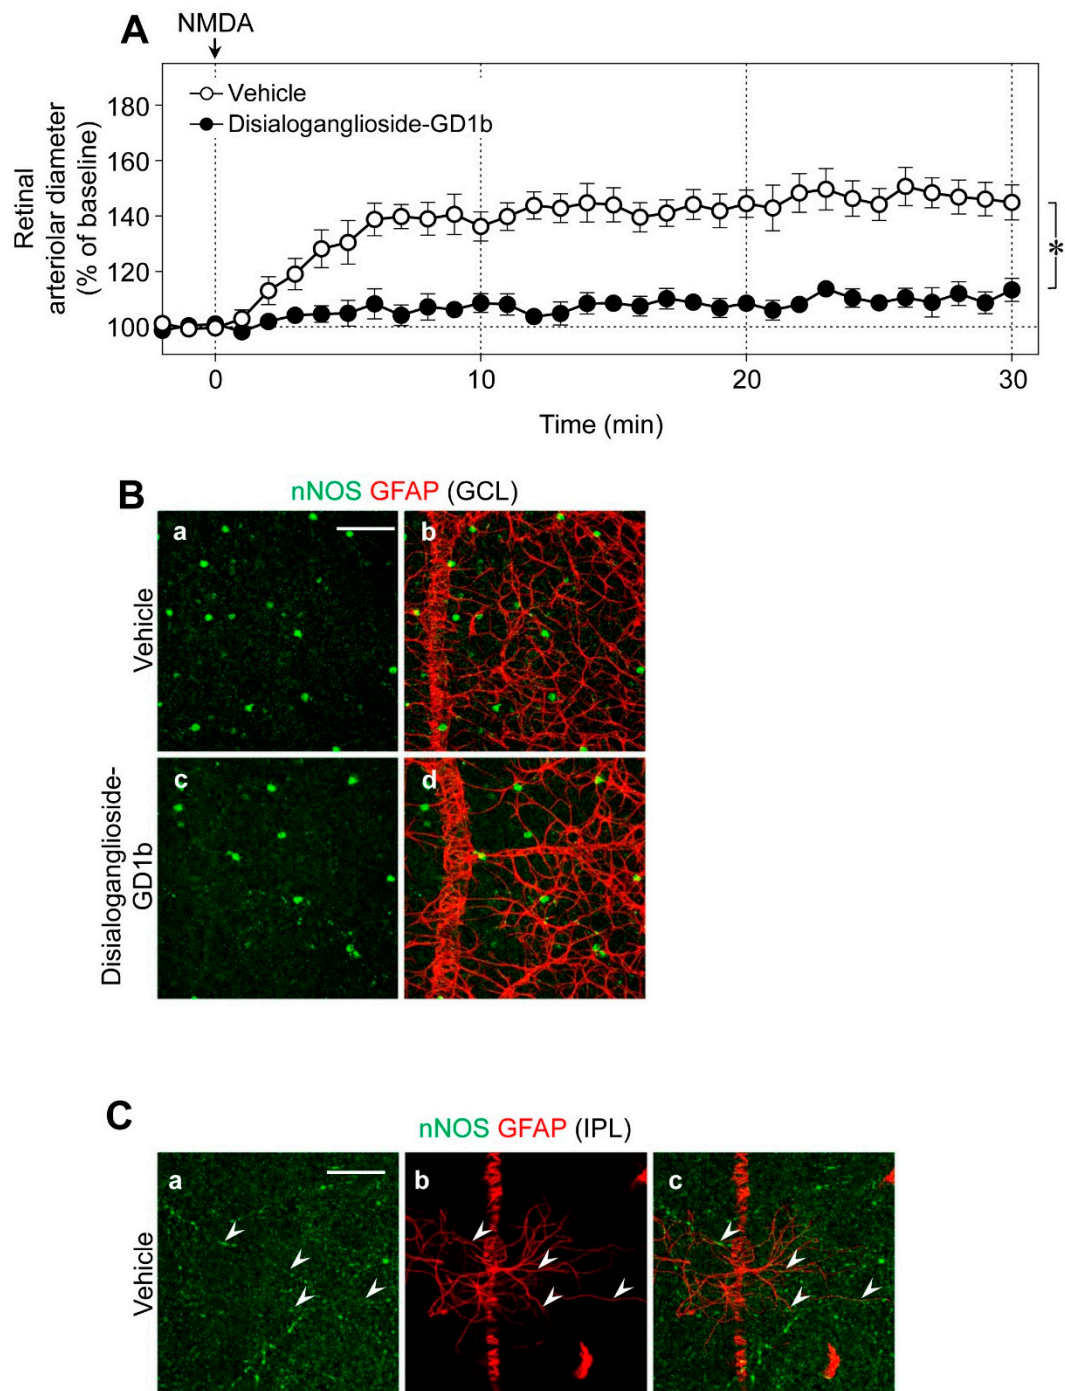 A
NMDA
Vehicle
Disialoganglioside-GD1b
Retinal
arteriolar diameter
(% of baseline)
180
160
140
120
100
*
0
10
20
30
Time (min)
B
nNOS GFAP (GCL)
Vehicle
a
b
Disialoganglioside-
GD1b
c
d
C
nNOS GFAP (IPL)
Vehicle
a
b
c